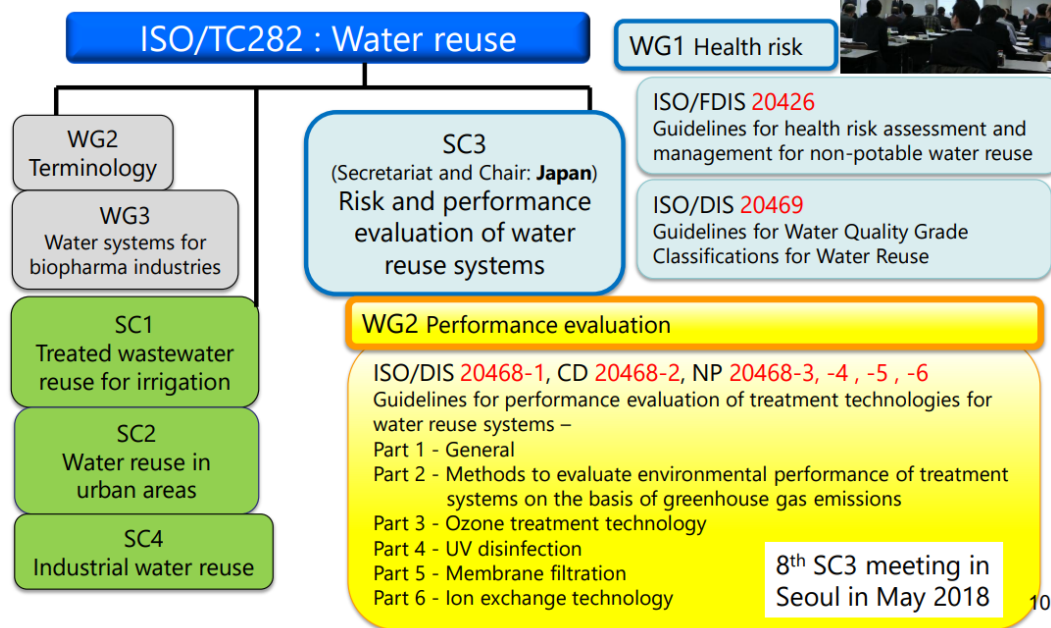 ISO/TC282 : Water reuse
WG2
Terminology
WG3
Water systems for
biopharma industries
SC1
Treated wastewater
reuse for irrigation
SC2
Water reuse in
urban areas
SC4
Industrial water reuse
SC3
(Secretariat and Chair: Japan)
Risk and performance
evaluation of water
reuse systems
WG1 Health risk
ISO/FDIS 20426
Guidelines for health risk assessment and
management for non-potable water reuse
ISO/DIS 20469
Guidelines for Water Quality Grade
Classifications for Water Reuse
WG2 Performance evaluation
ISO/DIS 20468-1, CD 20468-2, NP 20468-3, -4 , -5 , -6
Guidelines for performance evaluation of treatment technologies for
water reuse systems –
Part 1 - General
Part 2 - Methods to evaluate environmental performance of treatment
systems on the basis of greenhouse gas emissions
Part 3 - Ozone treatment technology
Part 4 - UV disinfection
Part 5 - Membrane filtration
Part 6 - Ion exchange technology
8th SC3 meeting in
Seoul in May 2018
10